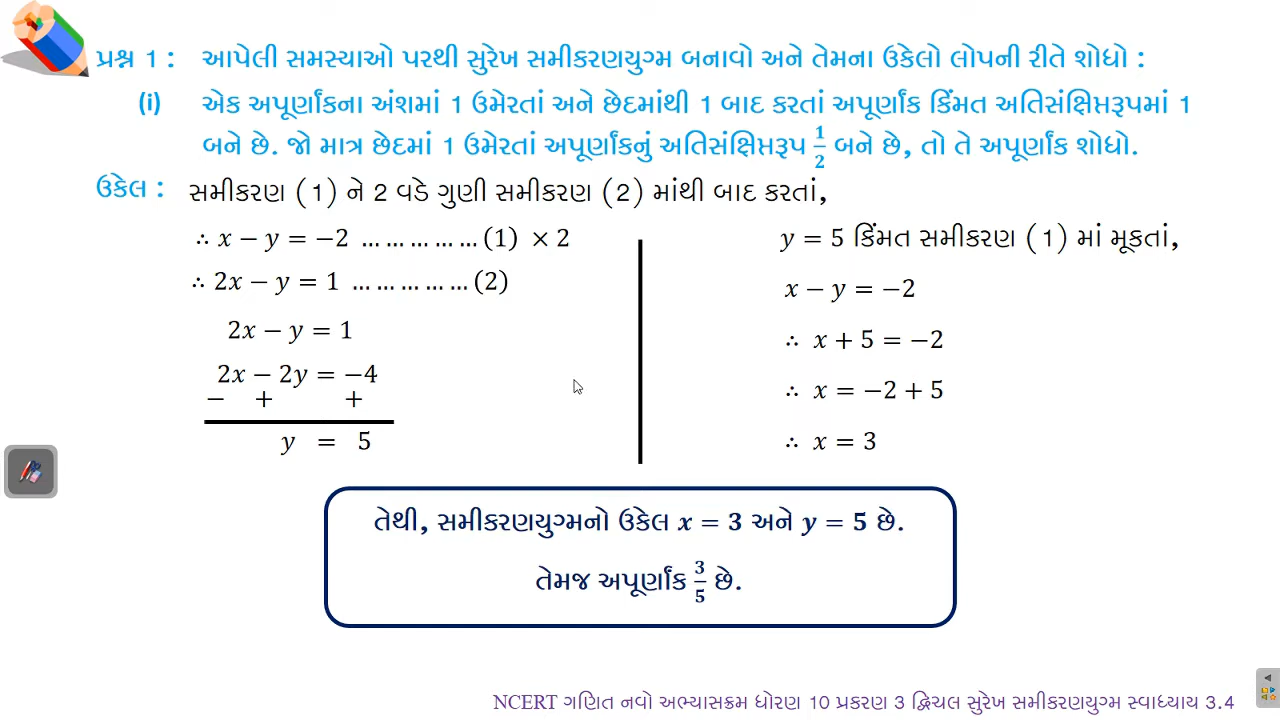 પ્રશ્ન 1 : આપેલી સમસ્યાઓ પરથી સુરેખ સમીકરણયુગ્મ બનાવો અને તેમના ઉકેલો લોપની રીતે શોધો :
(i) એક અપૂર્ણાંકના અંશમાં 1 ઉમેરતાં અને છેદમાંથી 1 બાદ કરતાં અપૂર્ણાંક કિંમત અતિસંક્ષિપ્તરૂપમાં 1
બને છે. જો માત્ર છેદમાં 1 ઉમેરતાં અપૂર્ણાંકનું અતિસંક્ષિપ્તરૂપ 1/2 બને છે, તો તે અપૂર્ણાંક શોધો.
ઉકેલ : સમીકરણ (1) ને 2 વડે ગુણી સમીકરણ (2) માંથી બાદ કરતાં,
∴ x − y = −2 … … … … … (1) × 2
∴ 2x − y = 1 … … … … … (2)
2x − y = 1
2x − 2y = −4
− + +
y = 5
y = 5 કિંમત સમીકરણ (1) માં મૂકતાં,
x − y = −2
∴ x + 5 = −2
∴ x = −2 + 5
∴ x = 3
તેથી, સમીકરણયુગ્મનો ઉકેલ x = 3 અને y = 5 છે.
તેમજ અપૂર્ણાંક 3/5 છે.
NCERT ગણિત નવો અભ્યાસક્રમ ધોરણ 10 પ્રકરણ 3 દ્વિચલ સુરેખ સમીકરણયુગ્મ સ્વાધ્યાય 3.4